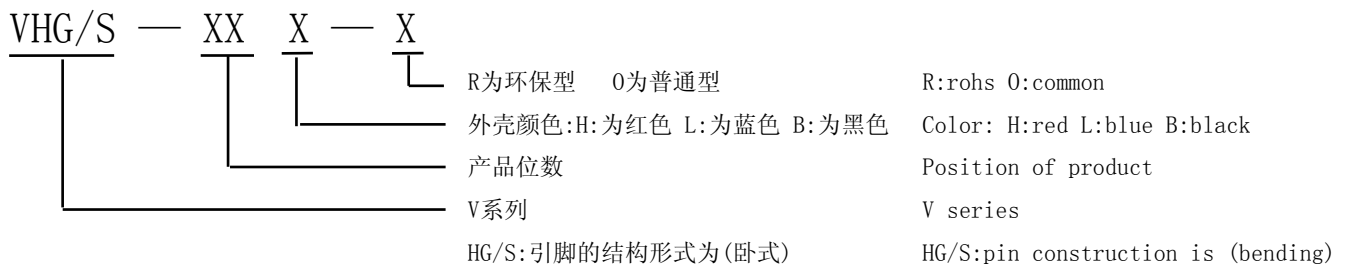 VHG/S — XX X — X
R为环保型 O为普通型 R:rohs O:common
外壳颜色:H:为红色 L:为蓝色 B:为黑色 Color: H:red L:blue B:black
产品位数 Position of product
V系列 V series
HG/S:引脚的结构形式为(卧式) HG/S:pin construction is (bending)